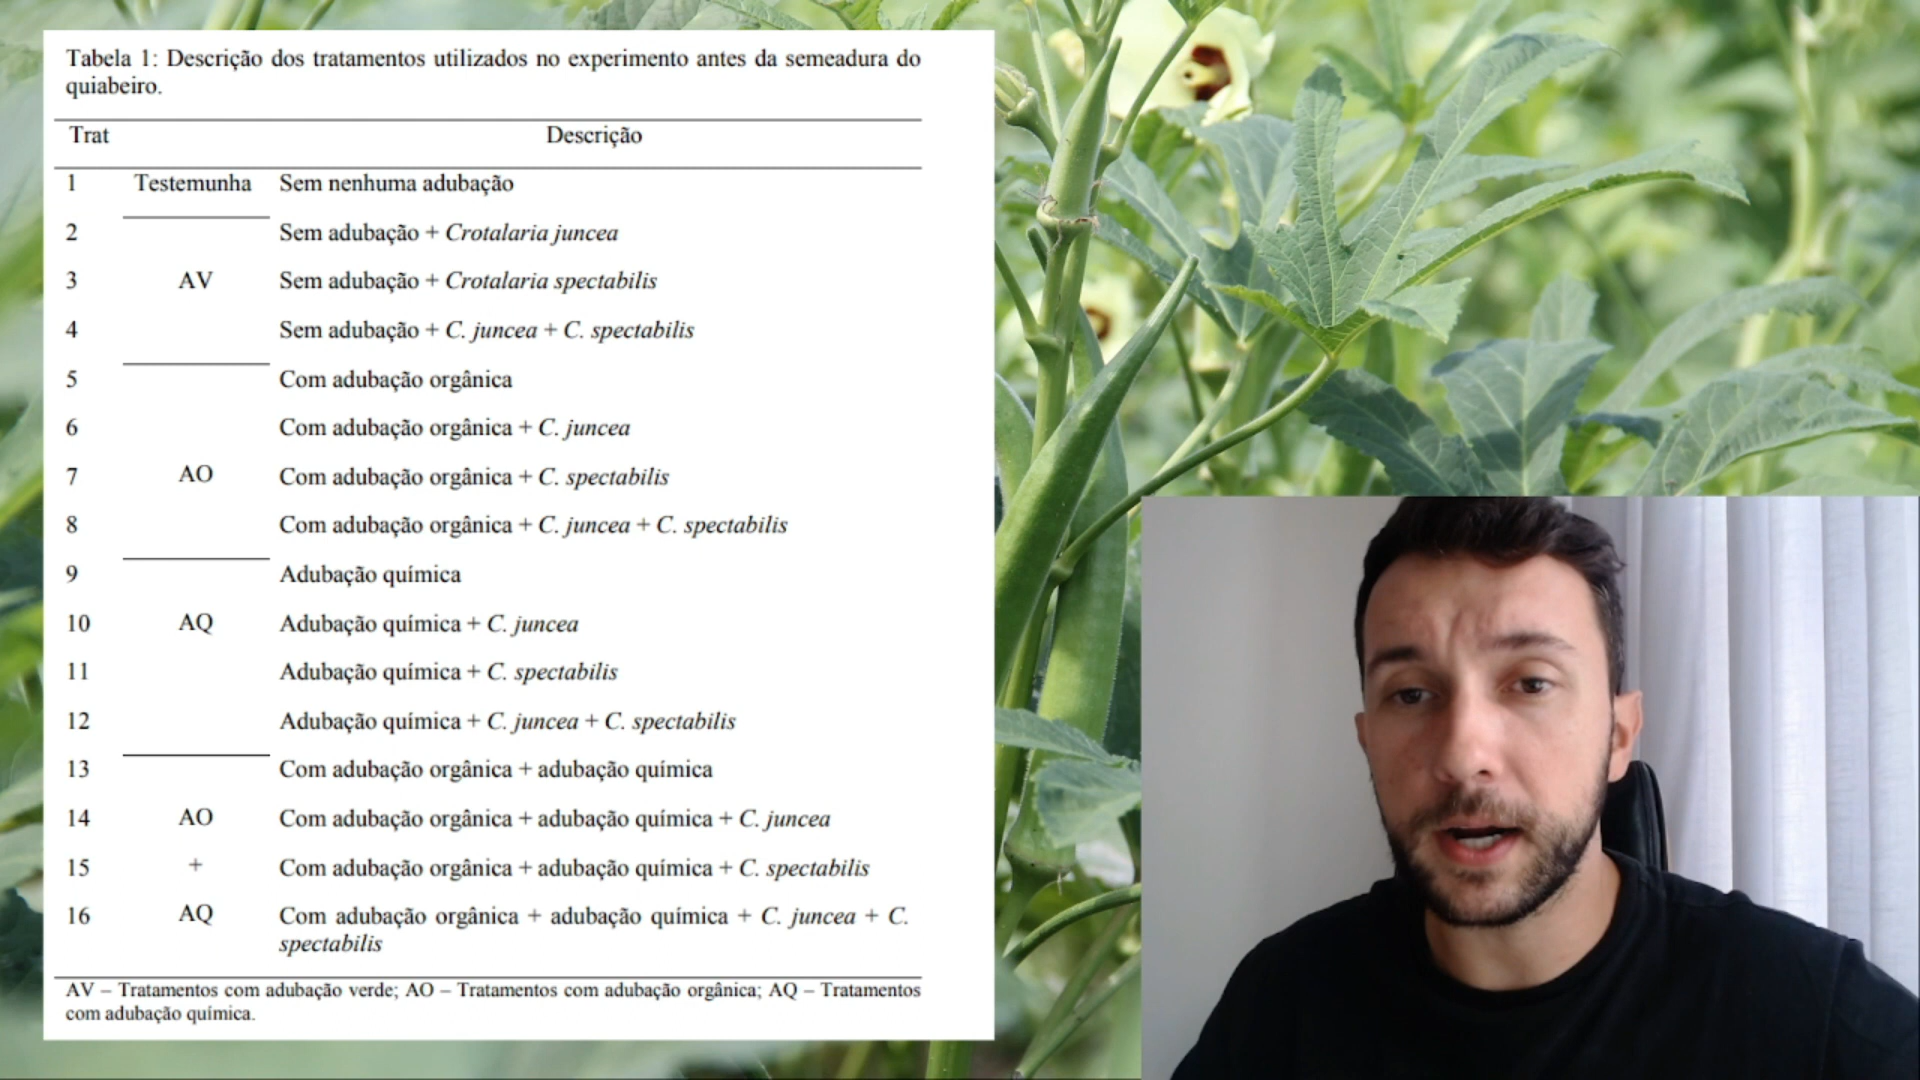 Tabela 1: Descrição dos tratamentos utilizados no experimento antes da semeadura do
quiabeiro.
Trat Descrição
1 Testemunha Sem nenhuma adubação
2 Sem adubação + Crotalaria juncea
3 AV Sem adubação + Crotalaria spectabilis
4 Sem adubação + C. juncea + C. spectabilis
5 Com adubação orgânica
6 Com adubação orgânica + C. juncea
7 AO Com adubação orgânica + C. spectabilis
8 Com adubação orgânica + C. juncea + C. spectabilis
9 Adubação química
10 AQ Adubação química + C. juncea
11 Adubação química + C. spectabilis
12 Adubação química + C. juncea + C. spectabilis
13 Com adubação orgânica + adubação química
14 AO Com adubação orgânica + adubação química + C. juncea
15 + Com adubação orgânica + adubação química + C. spectabilis
16 AQ Com adubação orgânica + adubação química + C. juncea + C.
spectabilis
AV – Tratamentos com adubação verde; AO – Tratamentos com adubação orgânica; AQ – Tratamentos
com adubação química.